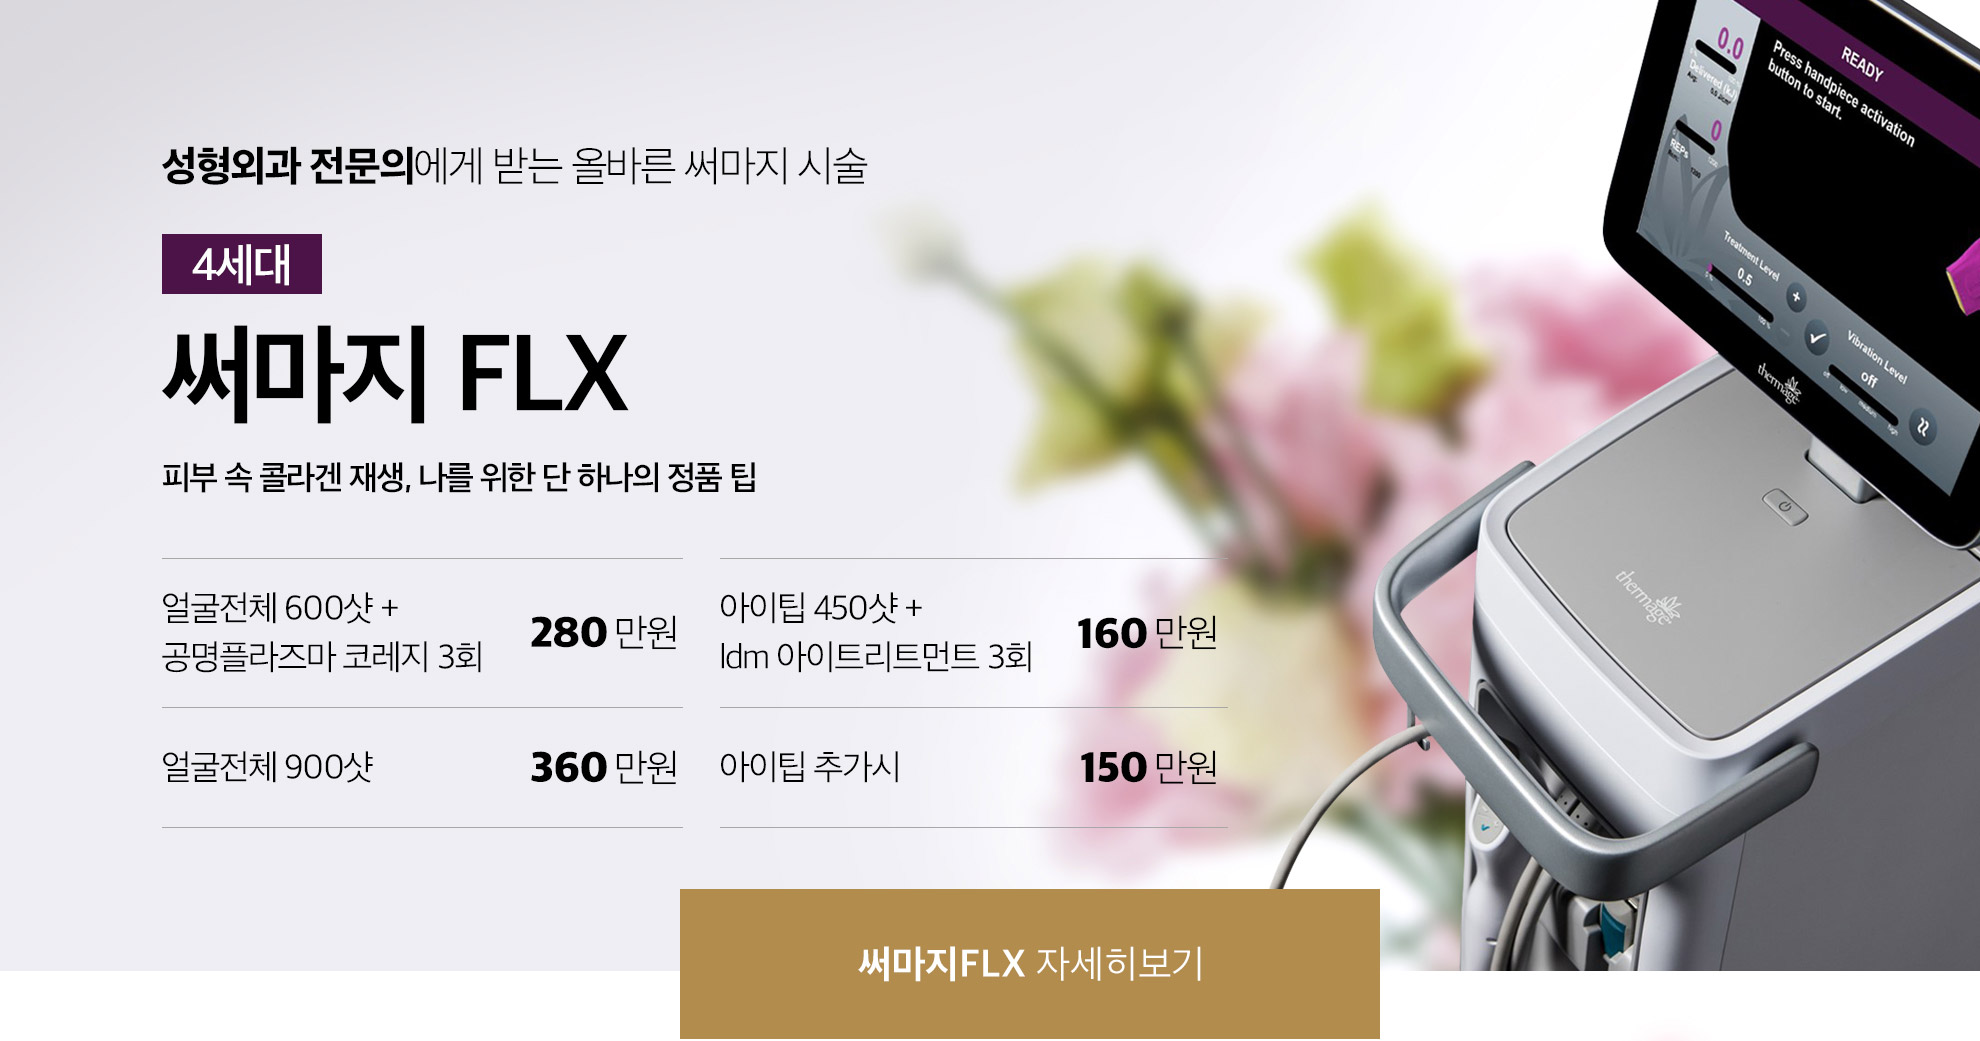 성형외과 전문의에게 받는 올바른 써마지 시술
4세대
써마지 FLX
피부 속 콜라겐 재생, 나를 위한 단 하나의 정품 팁
얼굴전체 600샷 +
공명플라즈마 코레지 3회
280 만원
아이팁 450샷 +
ldm 아이트리트먼트 3회
160 만원
얼굴전체 900샷
360 만원
아이팁 추가시
150 만원
써마지FLX 자세히보기
READY
Press handpiece activation
button to start.
0.0
Delivered (kJ)
0
REPs
Treatment Level
0.5
Vibration Level
off
thermage
thermage